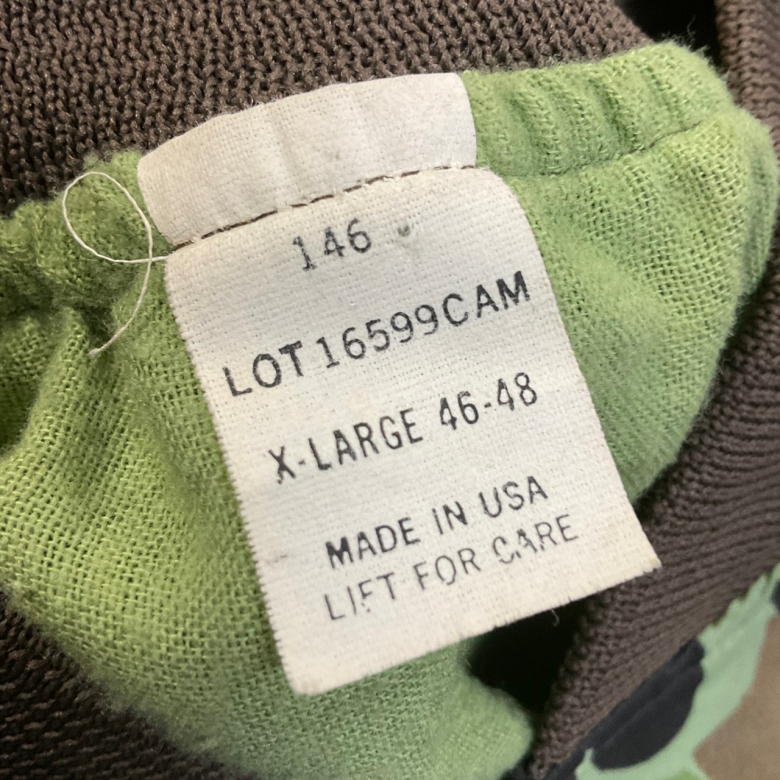 146
LOT 16599CAM
X-LARGE 46-48
MADE IN USA
LIFT FOR CARE